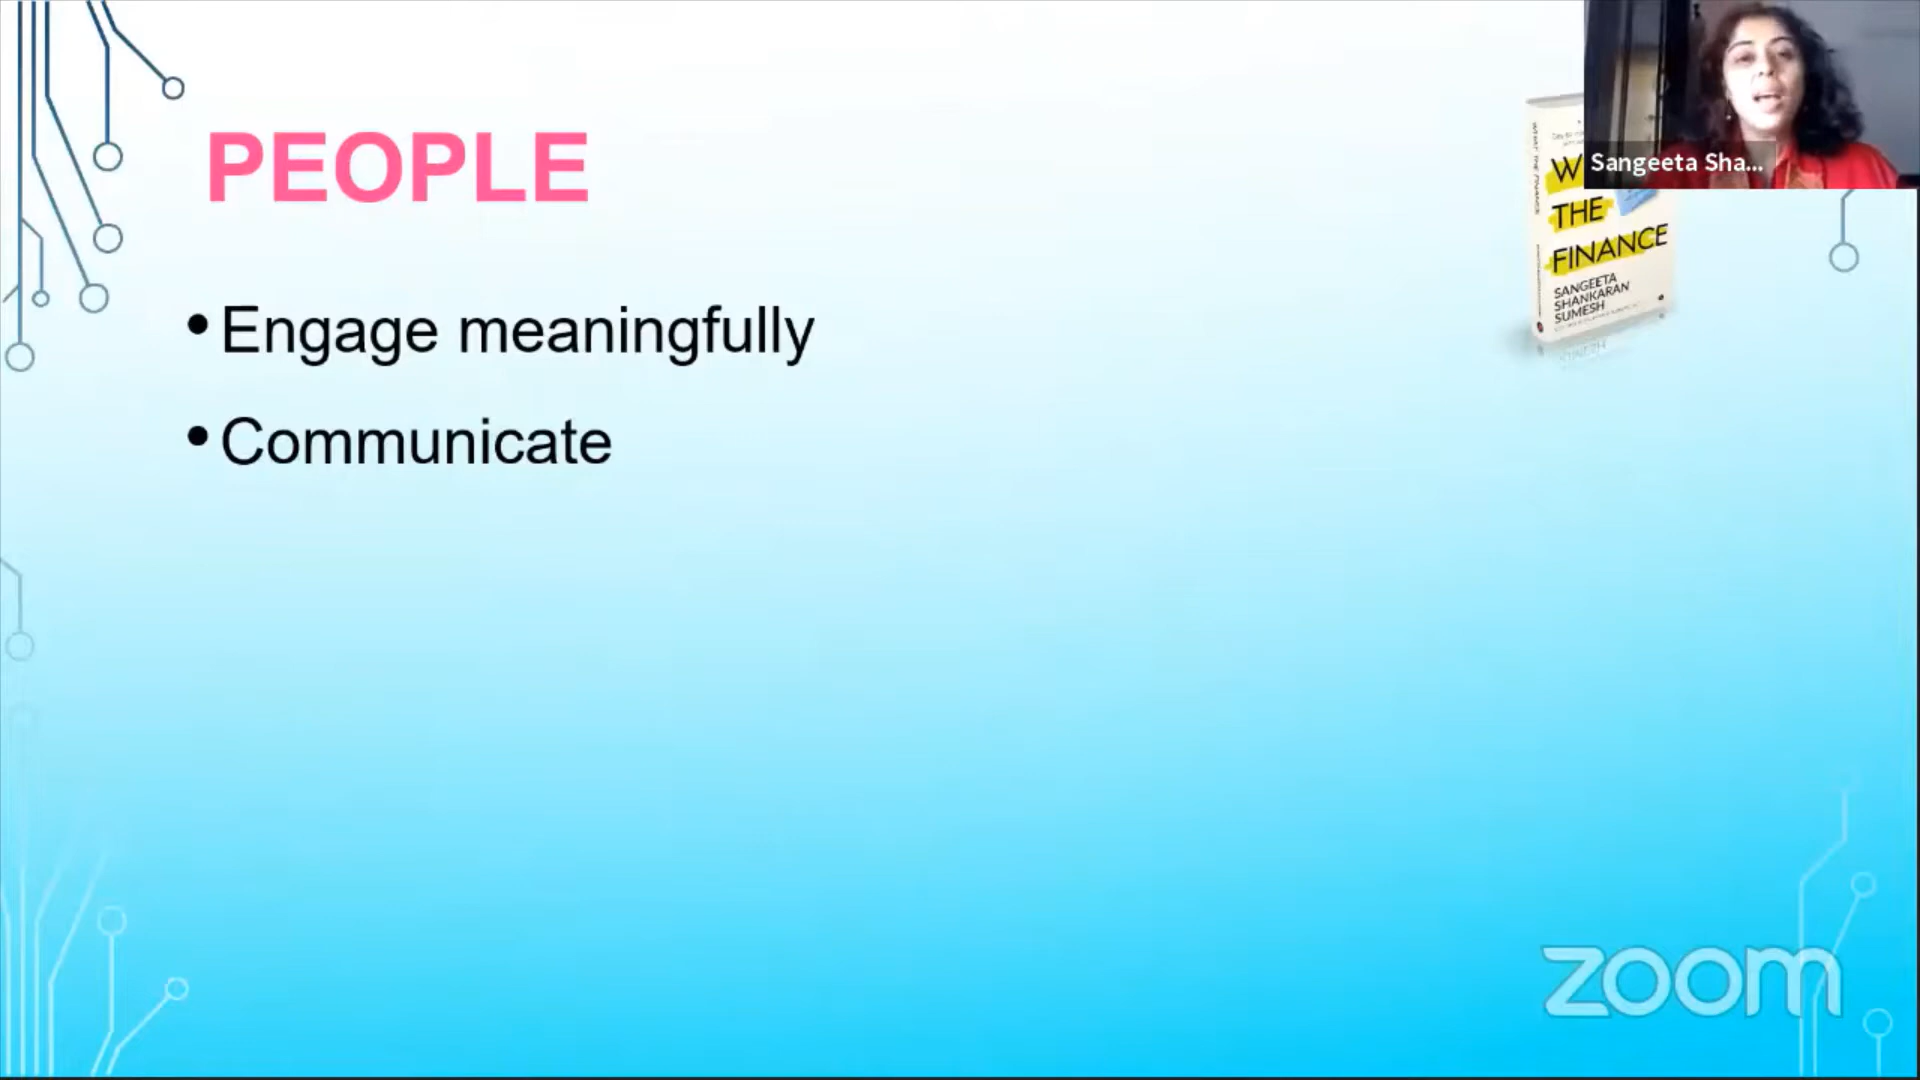 PEOPLE
• Engage meaningfully
• Communicate
Sangeeta Sha...
W
THE
FINANCE
SANGEETA
SHANKARAN
SUMESH
zoom